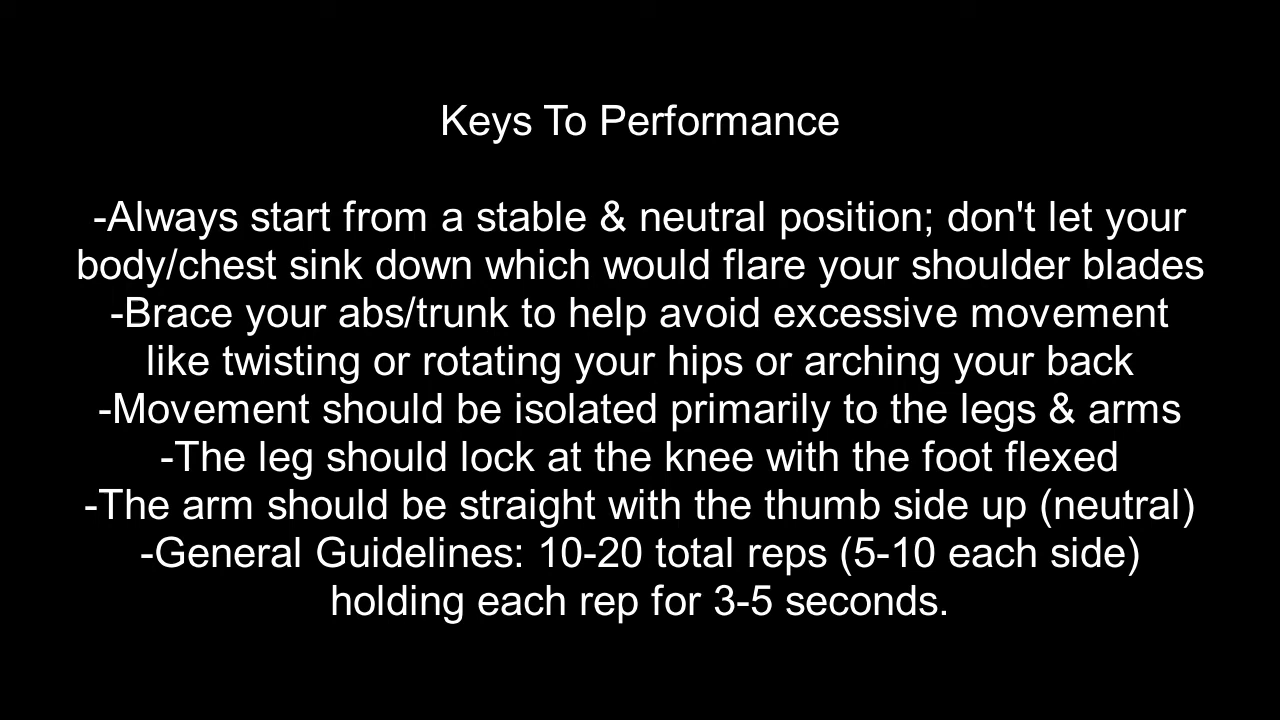 Keys To Performance
-Always start from a stable & neutral position; don't let your
body/chest sink down which would flare your shoulder blades
-Brace your abs/trunk to help avoid excessive movement
like twisting or rotating your hips or arching your back
-Movement should be isolated primarily to the legs & arms
-The leg should lock at the knee with the foot flexed
-The arm should be straight with the thumb side up (neutral)
-General Guidelines: 10-20 total reps (5-10 each side)
holding each rep for 3-5 seconds.